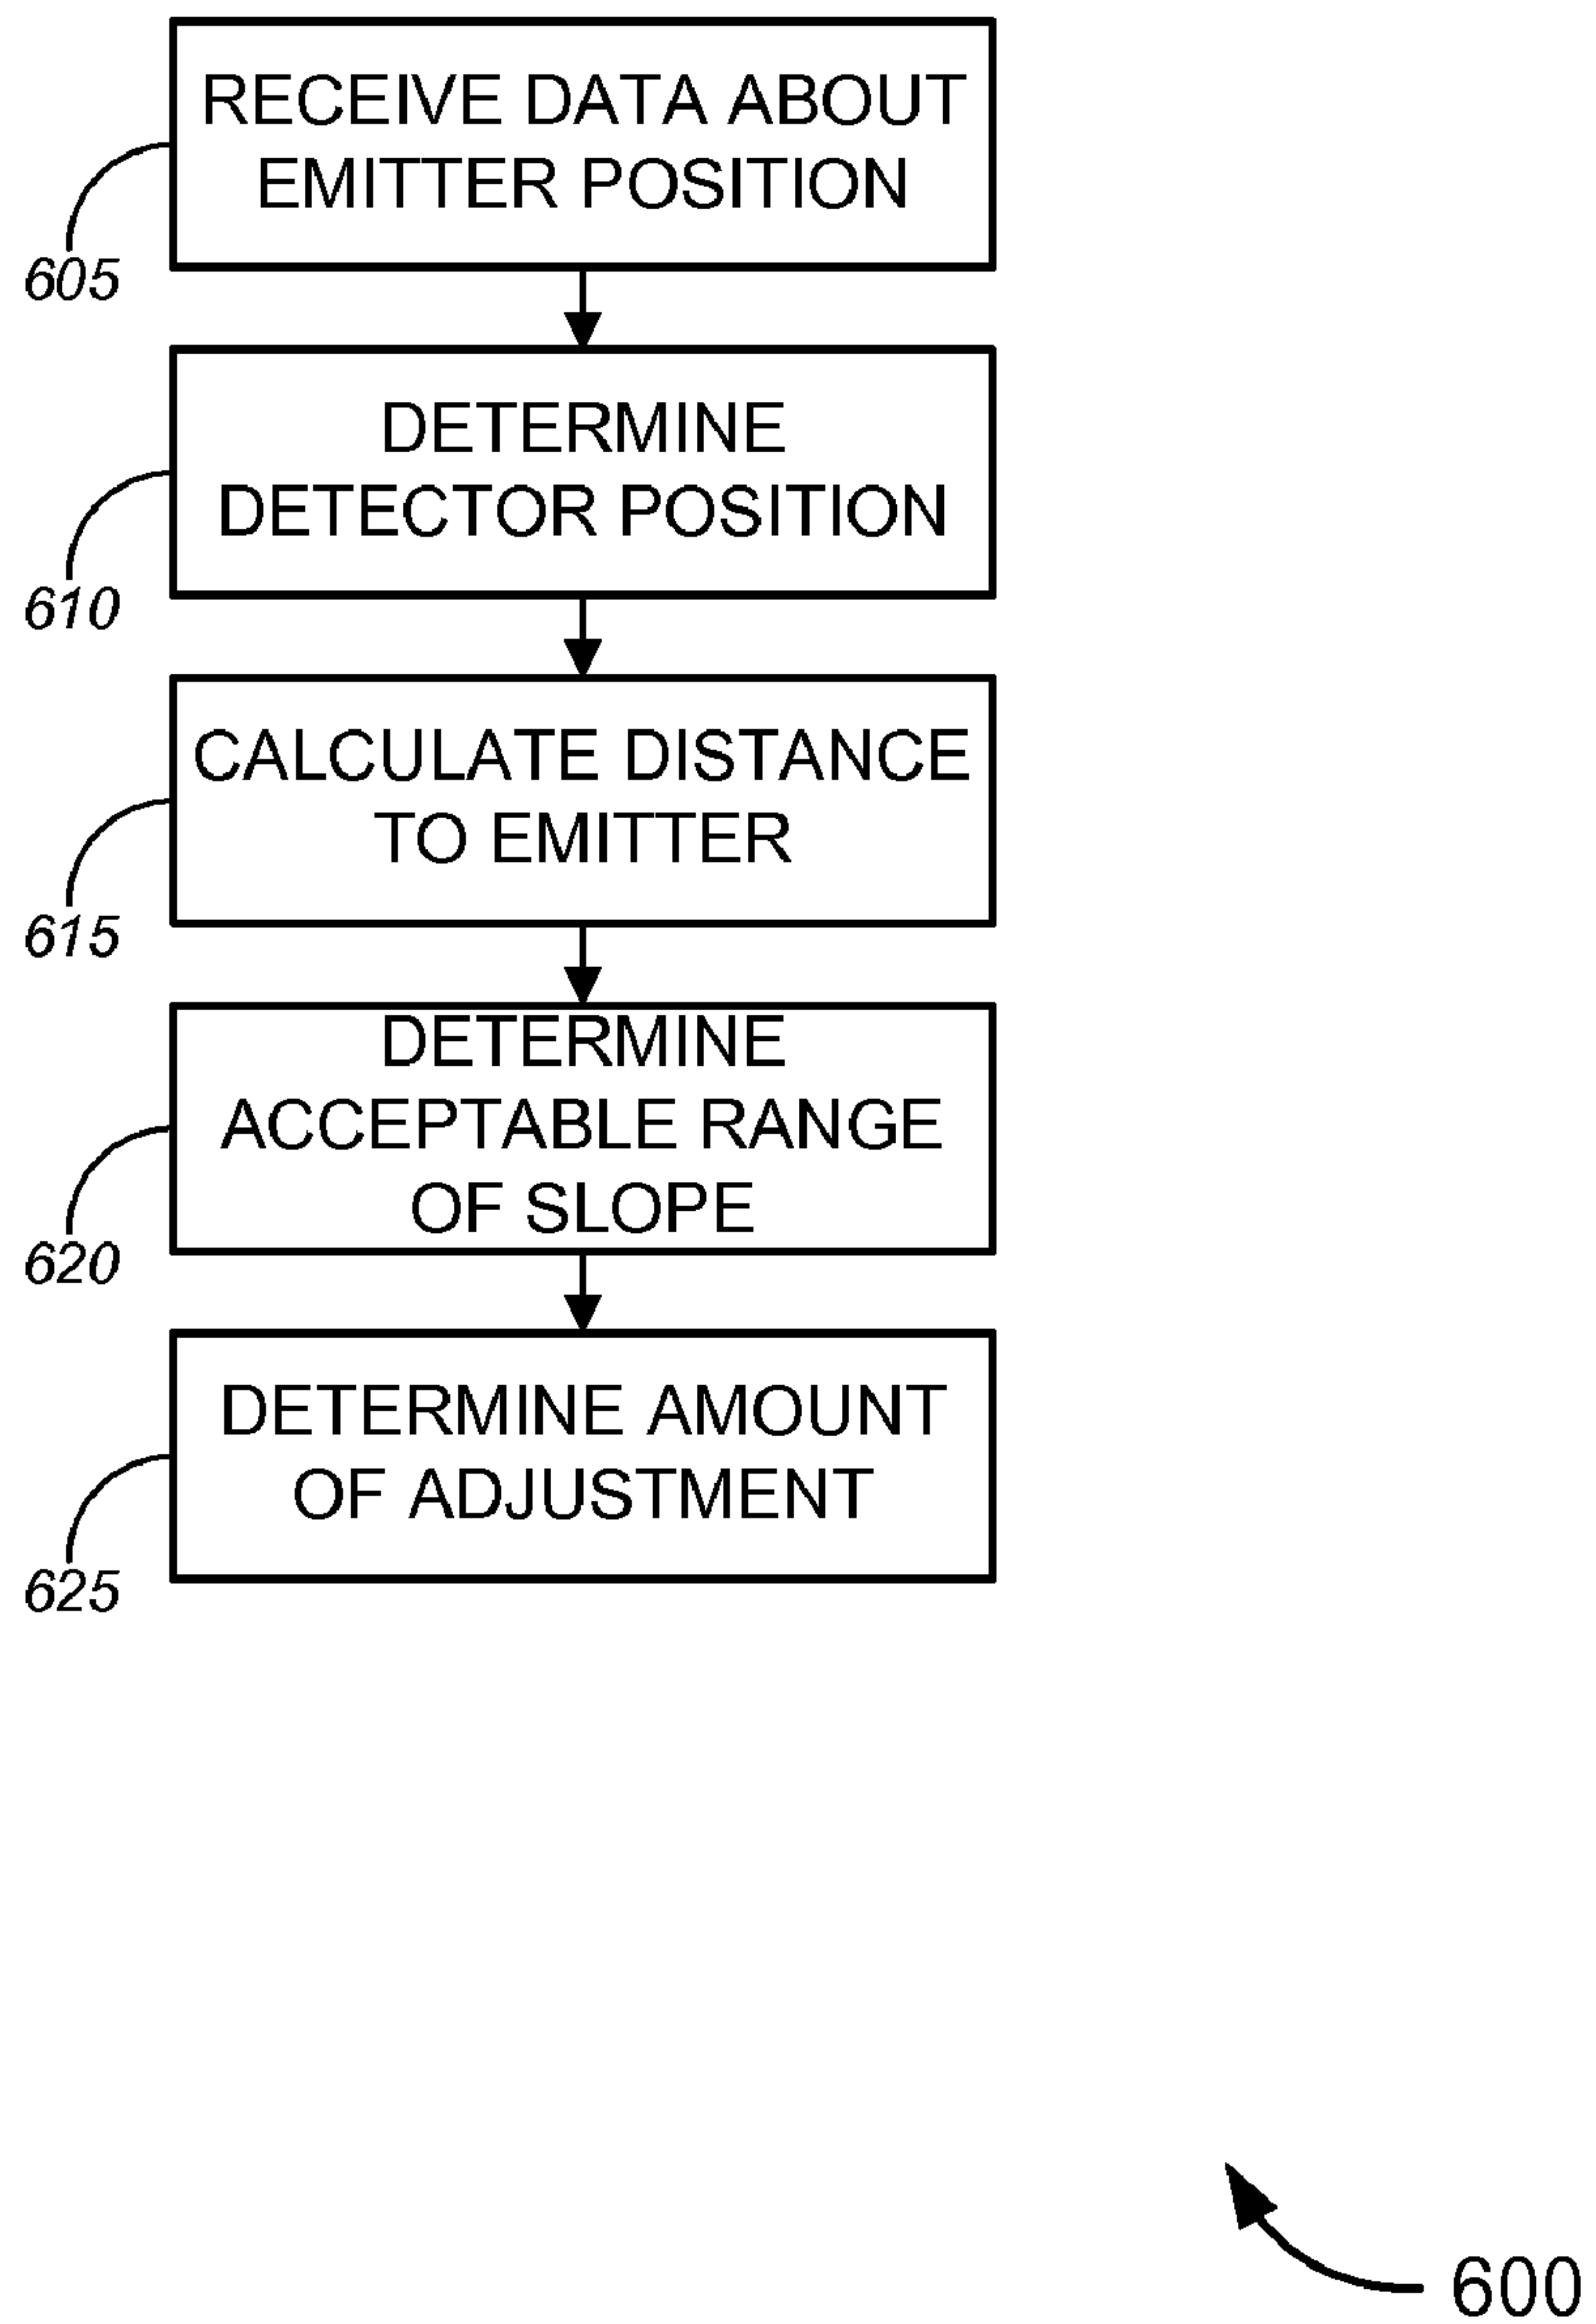 RECEIVE DATA ABOUT
EMITTER POSITION
605
DETERMINE
DETECTOR POSITION
610
CALCULATE DISTANCE
TO EMITTER
615
DETERMINE
ACCEPTABLE RANGE
OF SLOPE
620
DETERMINE AMOUNT
OF ADJUSTMENT
625
600